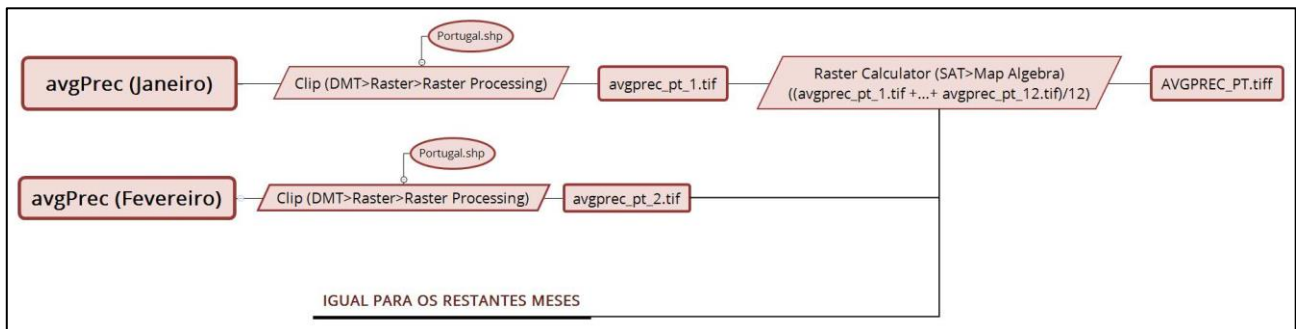 Portugal.shp
avgPrec (Janeiro)
Clip (DMT>Raster>Raster Processing)
avgprec_pt_1.tif
Raster Calculator (SAT>Map Algebra)
((avgprec_pt_1.tif +...+ avgprec_pt_12.tif)/12)
AVGPREC_PT.tiff
Portugal.shp
avgPrec (Fevereiro)
Clip (DMT>Raster>Raster Processing)
avgprec_pt_2.tif
IGUAL PARA OS RESTANTES MESES